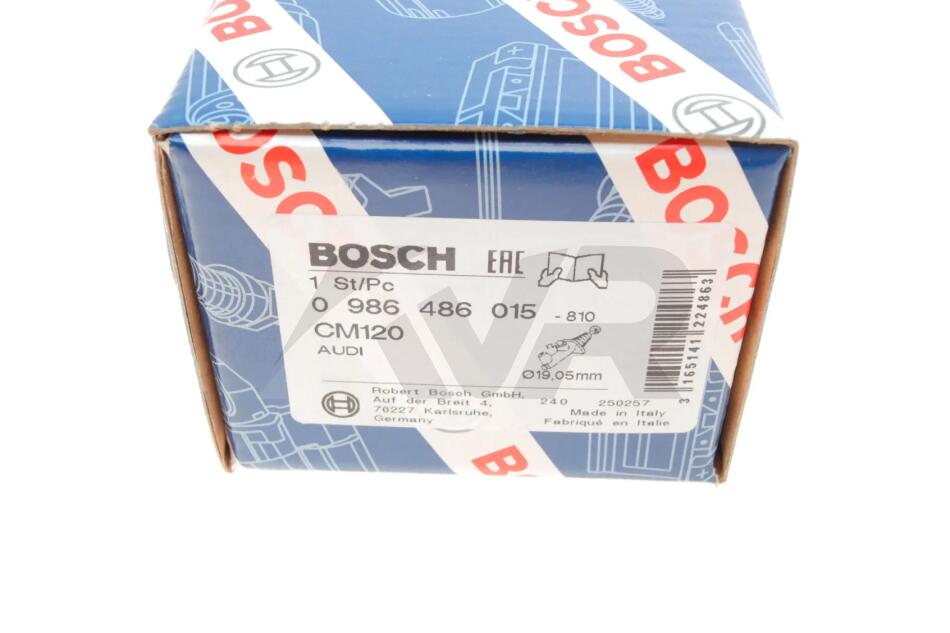 BOSCH
BOSCH
BOSCH
BOSCH
BOSCH EAC
1 St/Pc
0 986 486 015 - 810
CM120
AUDI
Ø19,05mm
Robert Bosch GmbH,
Auf der Breit 4,
76227 Karlsruhe,
Germany
240 250257
Made in Italy
Fabriqué en Italie
3 165141 224863
AVR
BO